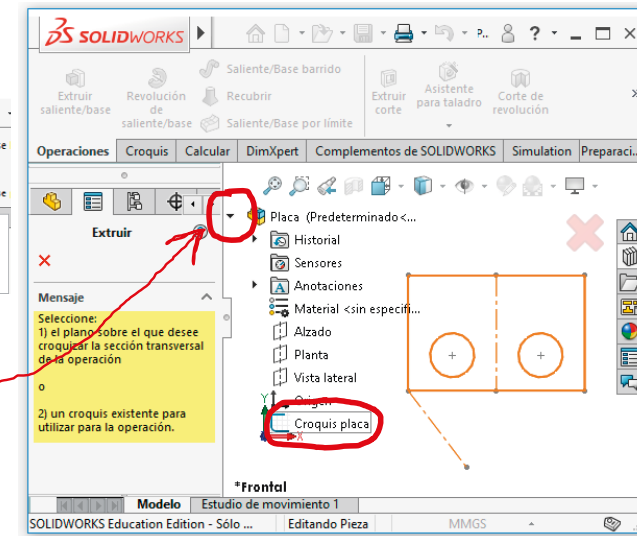 SOLIDWORKS
P..
?
Extruir saliente/base
Revolución de saliente/base
Saliente/Base barrido
Recubrir
Saliente/Base por límite
Extruir corte
Asistente para taladro
Corte de revolución
Operaciones
Croquis
Calcular
DimXpert
Complementos de SOLIDWORKS
Simulation
Preparaci...
Extruir
Mensaje
Seleccione:
1) el plano sobre el que desee
croquizar la sección transversal
de la operación
o
2) un croquis existente para
utilizar para la operación.
Placa (Predeterminado<...
Historial
Sensores
A Anotaciones
Material <sin especifi...
Alzado
Planta
Vista lateral
Origen
Croquis placa
Y
X
*Frontal
Modelo
Estudio de movimiento 1
SOLIDWORKS Education Edition - Sólo ...
Editando Pieza
MMGS